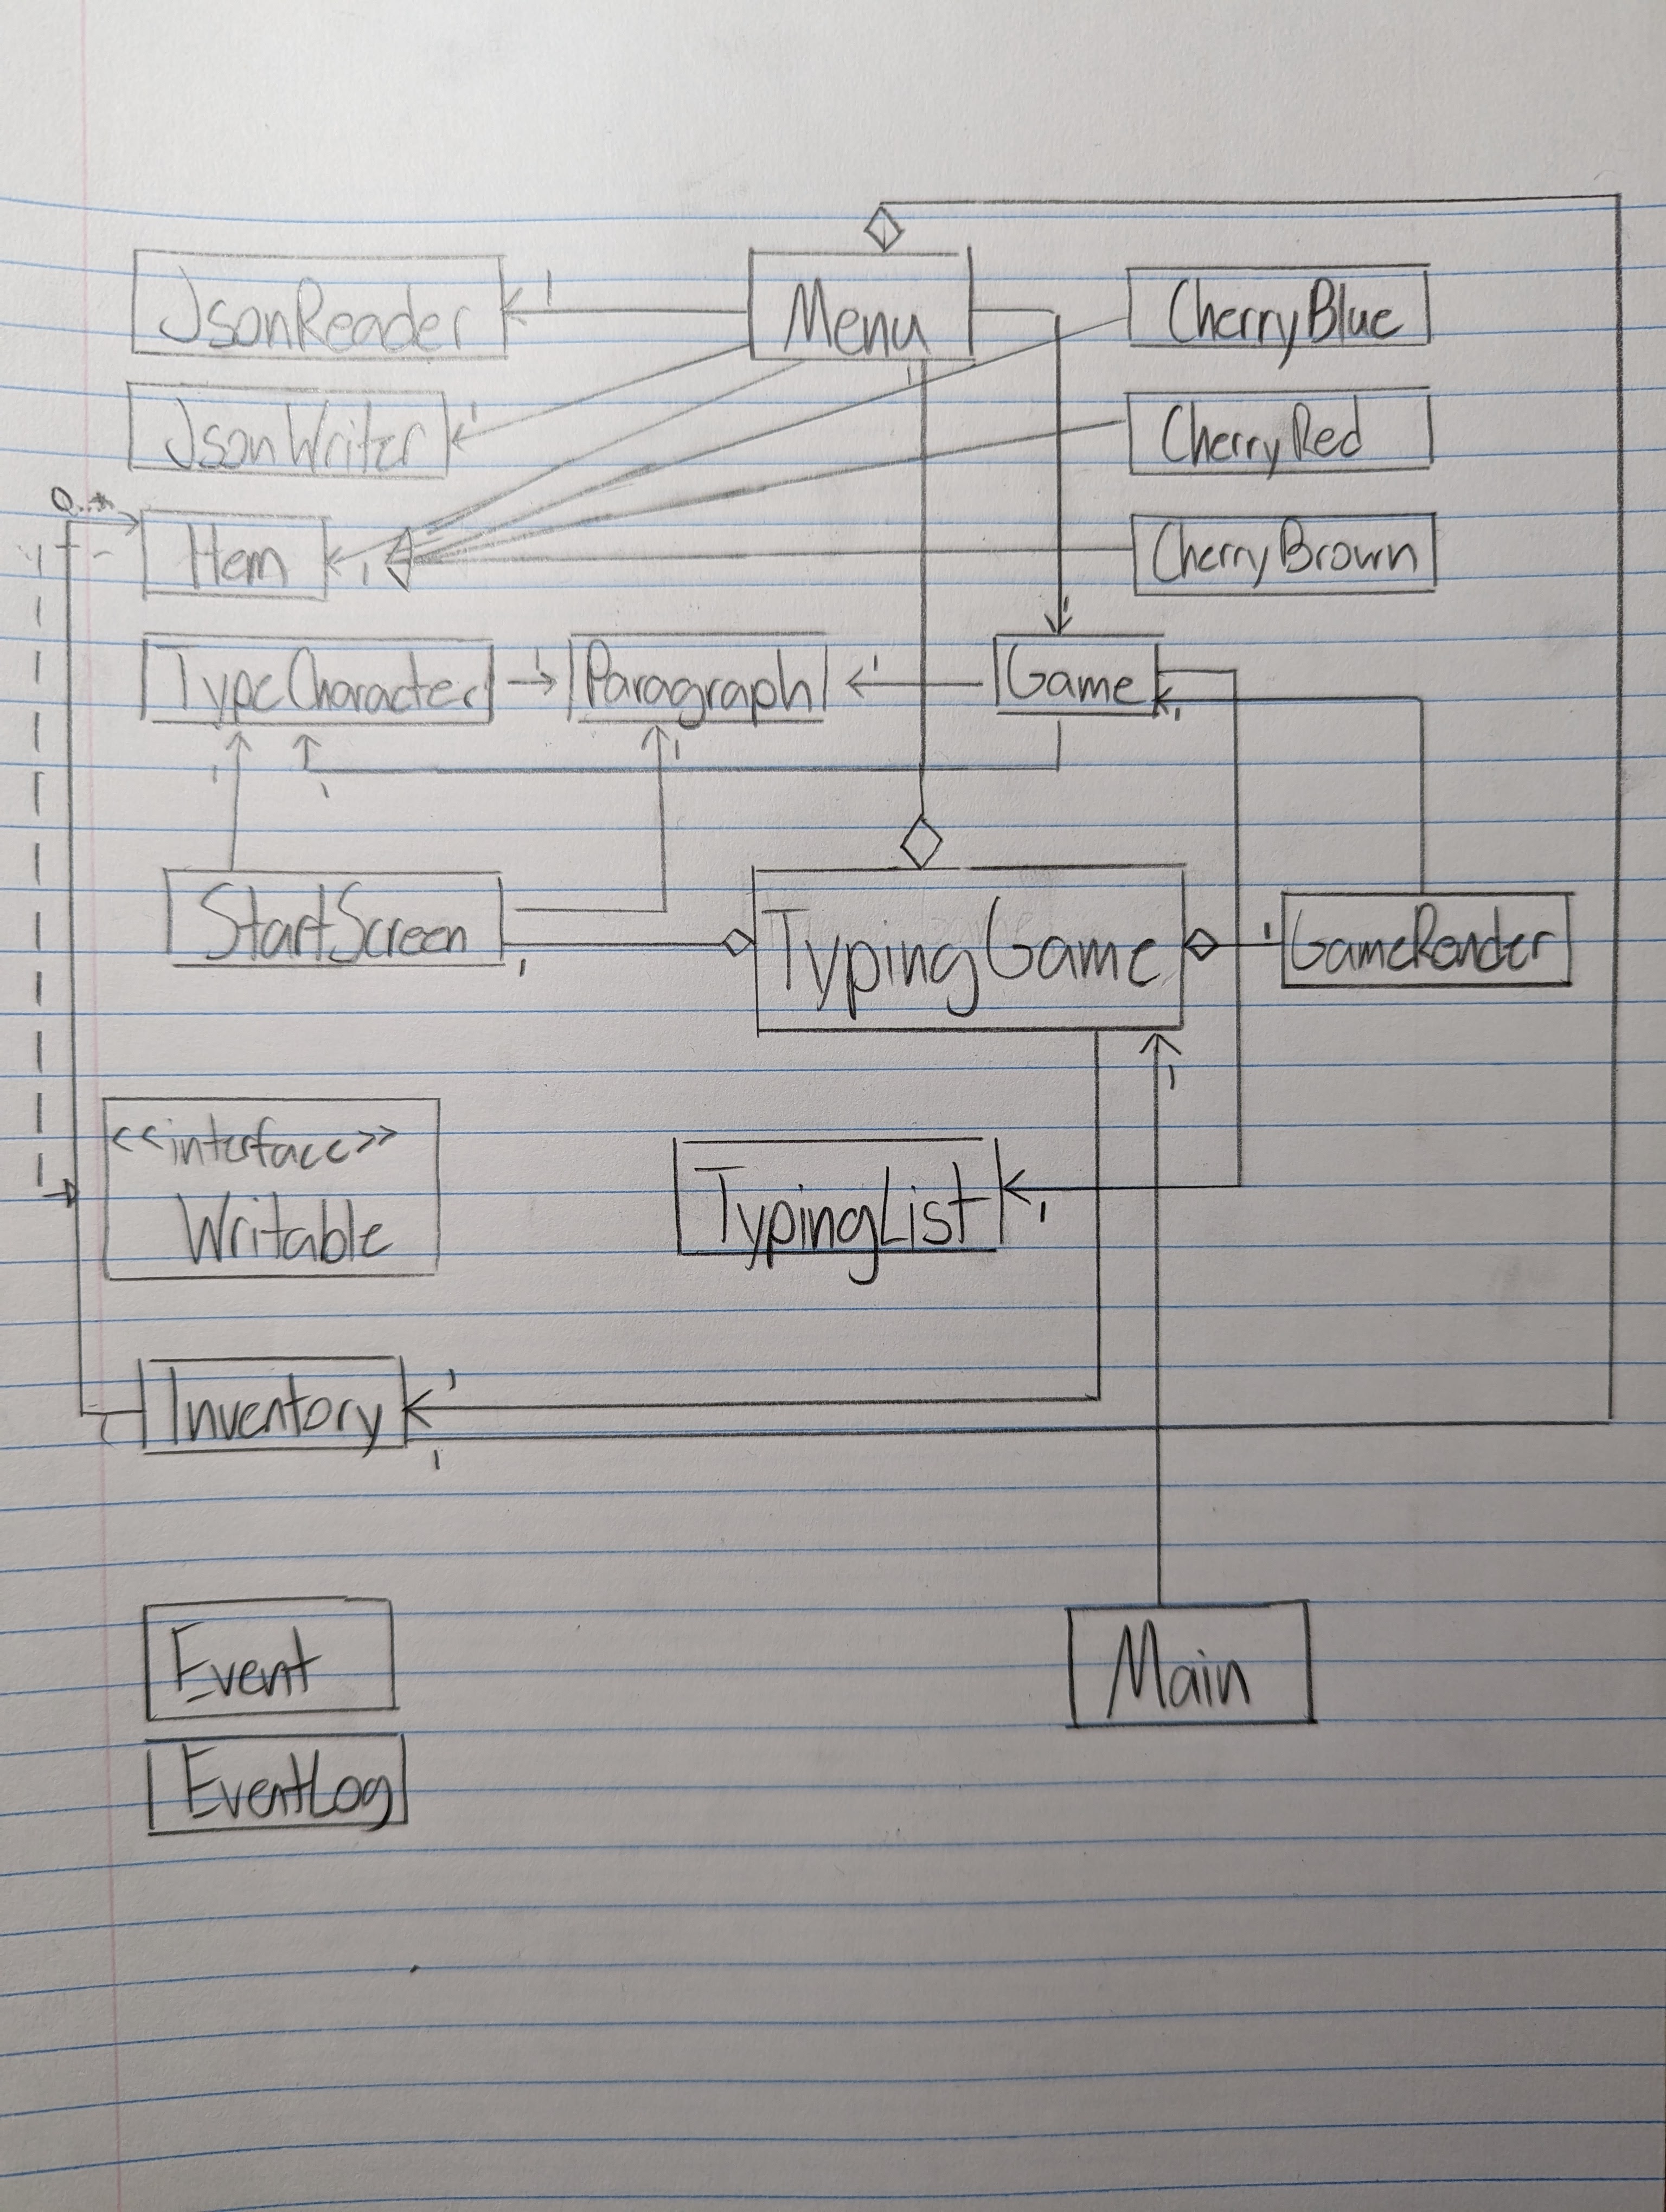 JsonReader
1
Menu
CherryBlue
JsonWriter
1
1
CherryRed
0..*
Item
1
CherryBrown
1
TypeCharacter
1
Paragraph
1
Game
1
1
1
1
StartScreen
1
TypingGame
1
GameRender
1
<<interface>>
Writable
TypingList
1
Inventory
1
1
Event
Main
EventLog